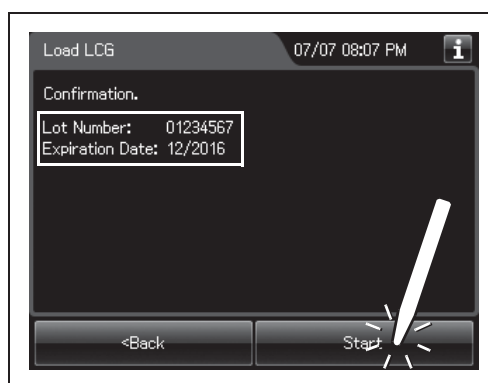 Load LCG 07/07 08:07 PM i
Confirmation.
Lot Number: 01234567
Expiration Date: 12/2016
<Back Start